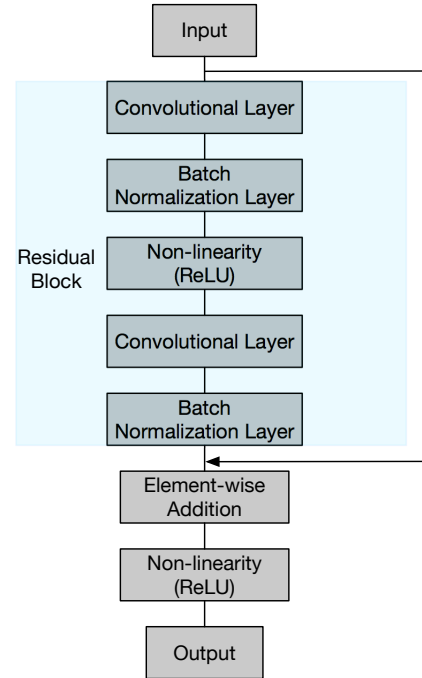 Input
Convolutional Layer
Batch
Normalization Layer
Residual
Block
Non-linearity
(ReLU)
Convolutional Layer
Batch
Normalization Layer
Element-wise
Addition
Non-linearity
(ReLU)
Output